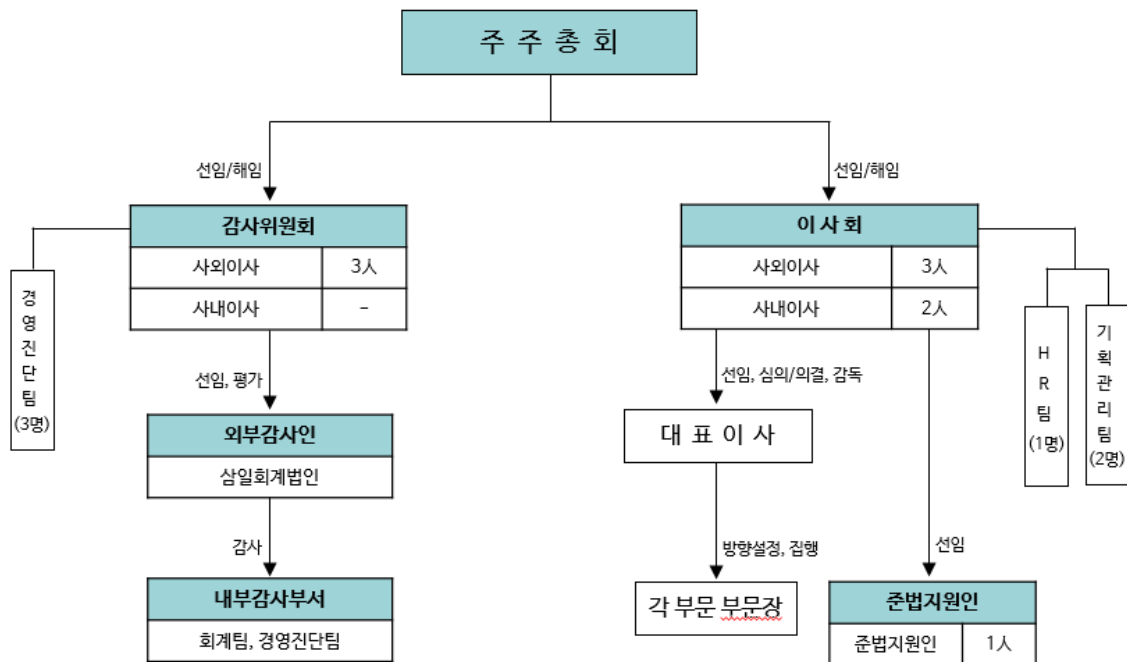 주 주 총 회
선임/해임
선임/해임
감사위원회
사외이사 3人
사내이사 -
이 사 회
사외이사 3人
사내이사 2人
경영진단팀(3명)
HR팀(1명)
기획관리팀(2명)
선임, 평가
선임, 심의/의결, 감독
외부감사인
삼일회계법인
대 표 이 사
감사
방향설정, 집행
선임
내부감사부서
회계팀, 경영진단팀
각 부문 부문장
준법지원인
준법지원인 1人